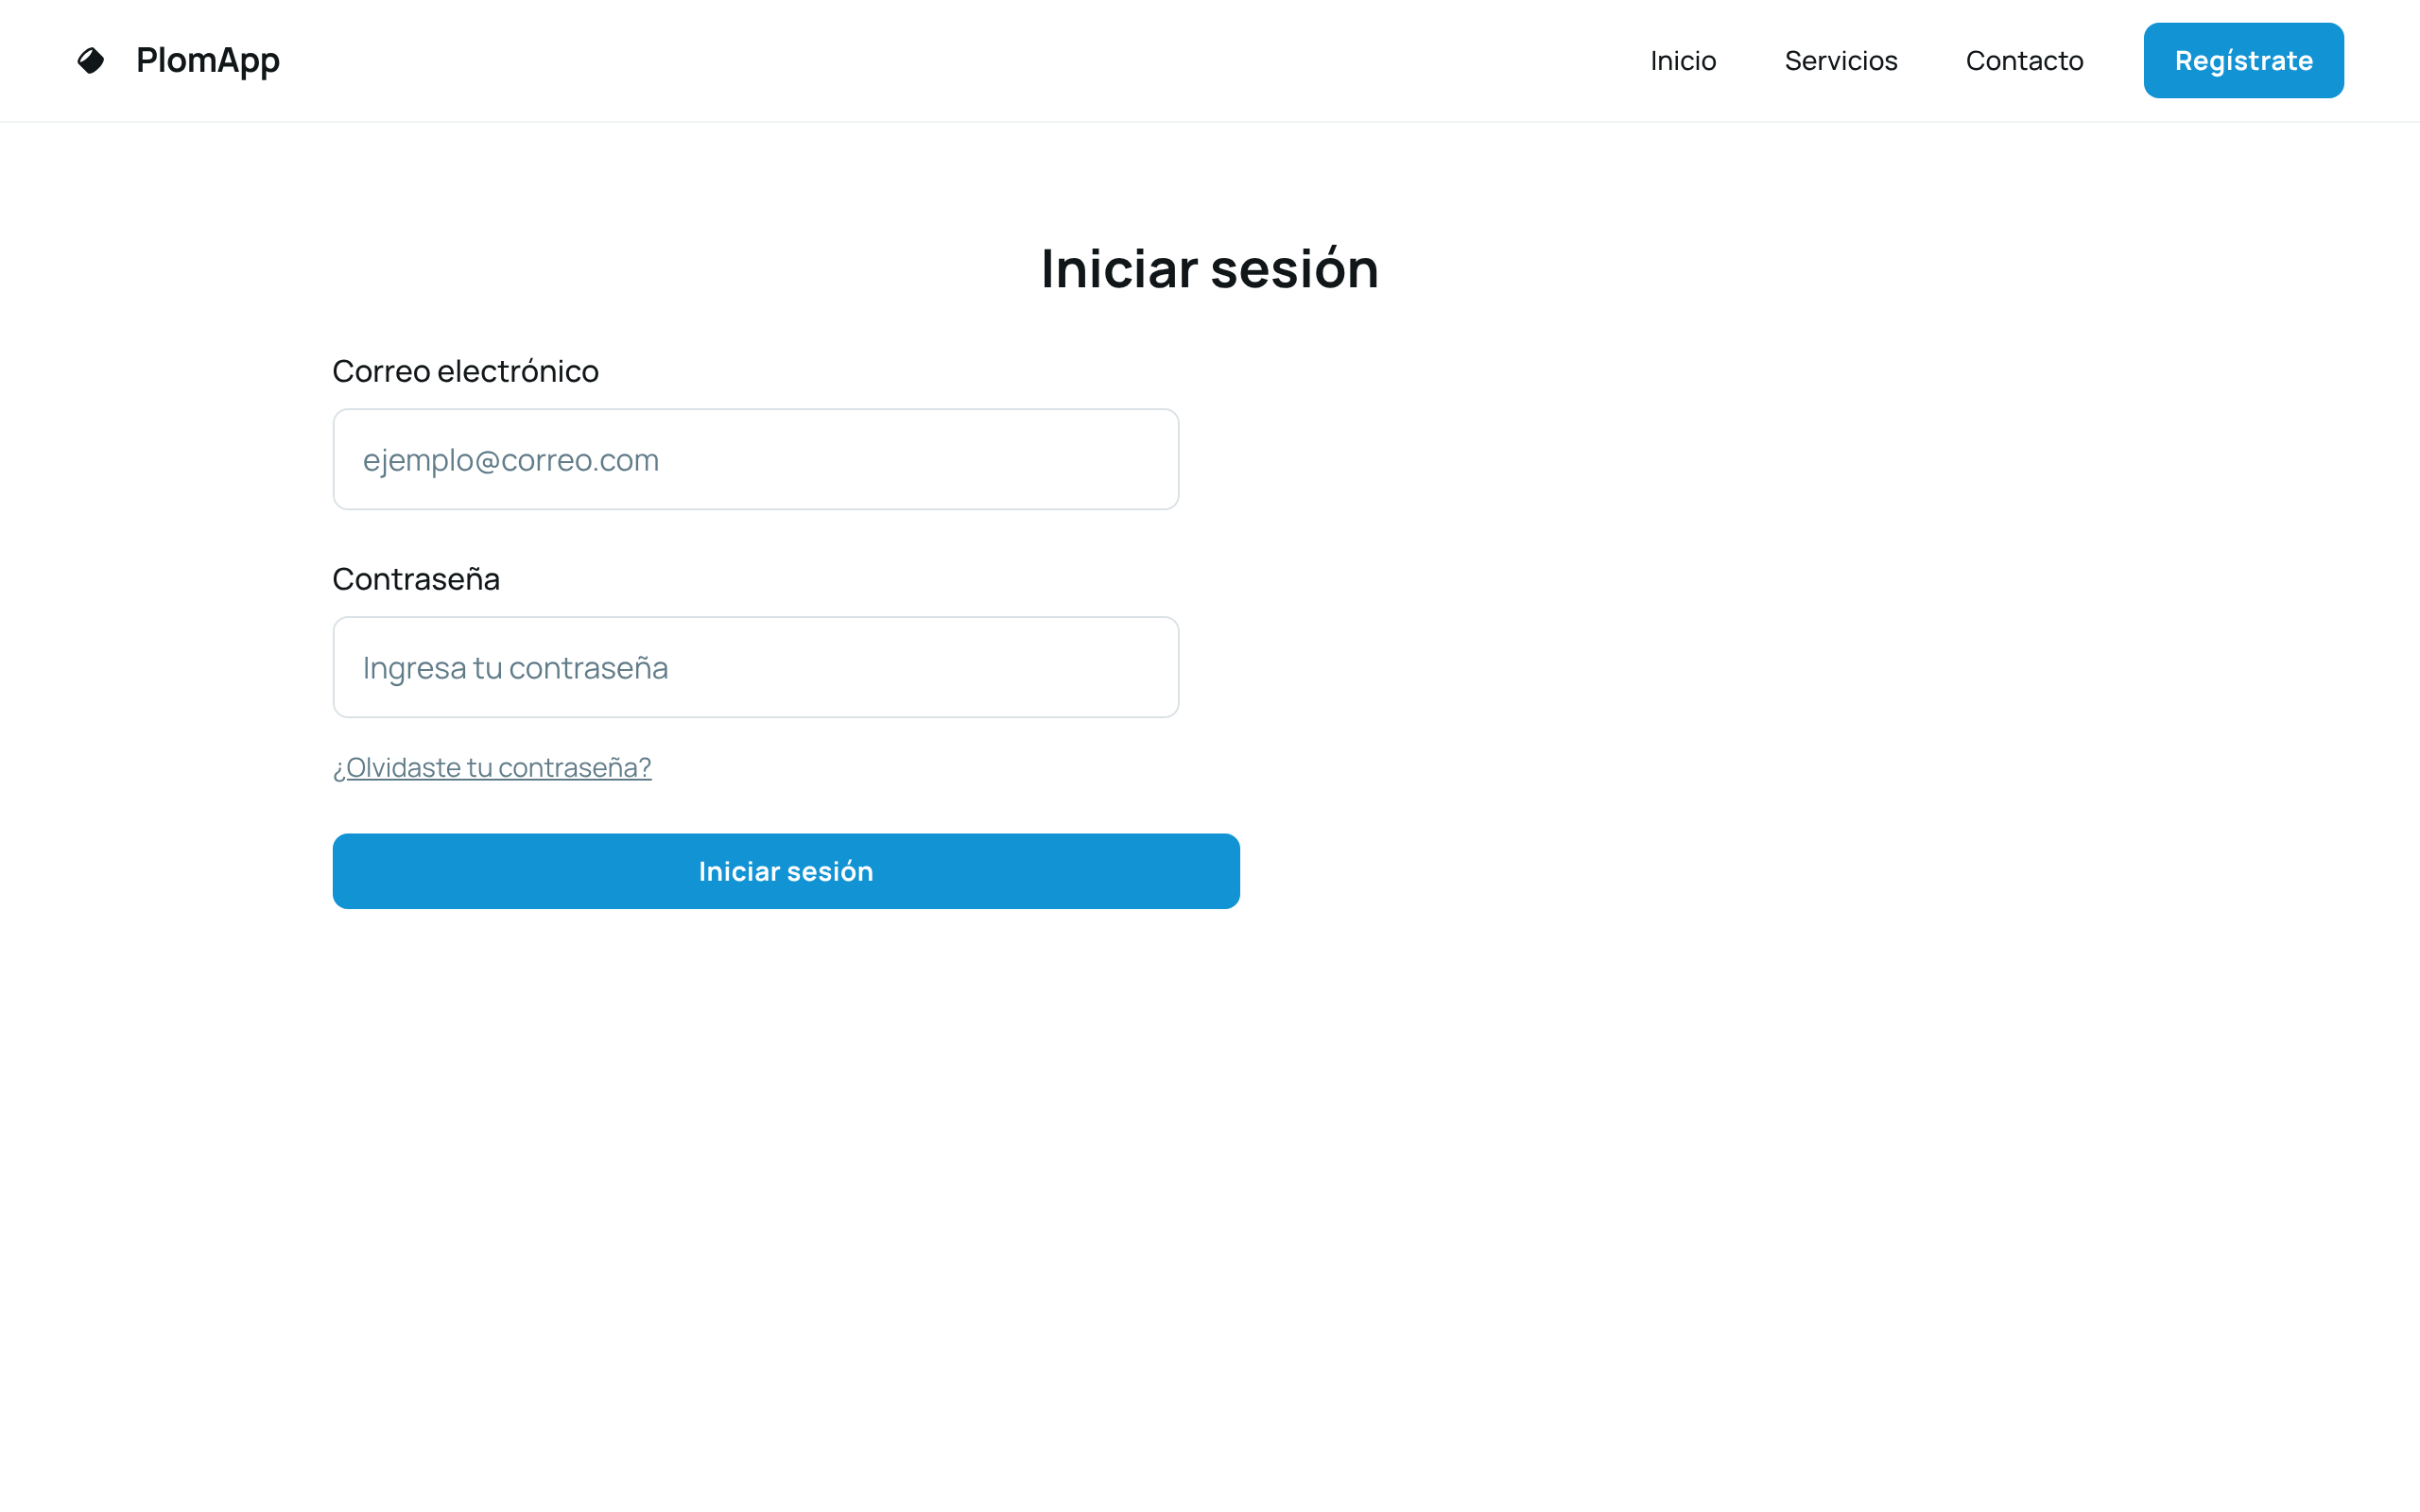 PlomApp
Inicio
Servicios
Contacto
Regístrate
Iniciar sesión
Correo electrónico
ejemplo@correo.com
Contraseña
Ingresa tu contraseña
¿Olvidaste tu contraseña?
Iniciar sesión